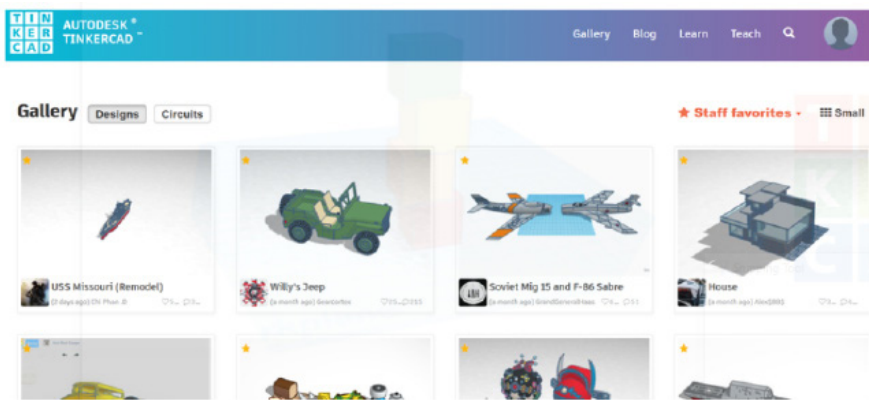 TIN
KER
CAD
AUTODESK®
TINKERCAD™
Gallery Blog Learn Teach
Gallery Designs Circuits
Staff favorites Small
USS Missouri (Remodel)
Willy's Jeep
(a month ago)
Soviet Mig 15 and F-86 Sabre
(a month ago) GrandGeneralHaas
House
(a month ago)